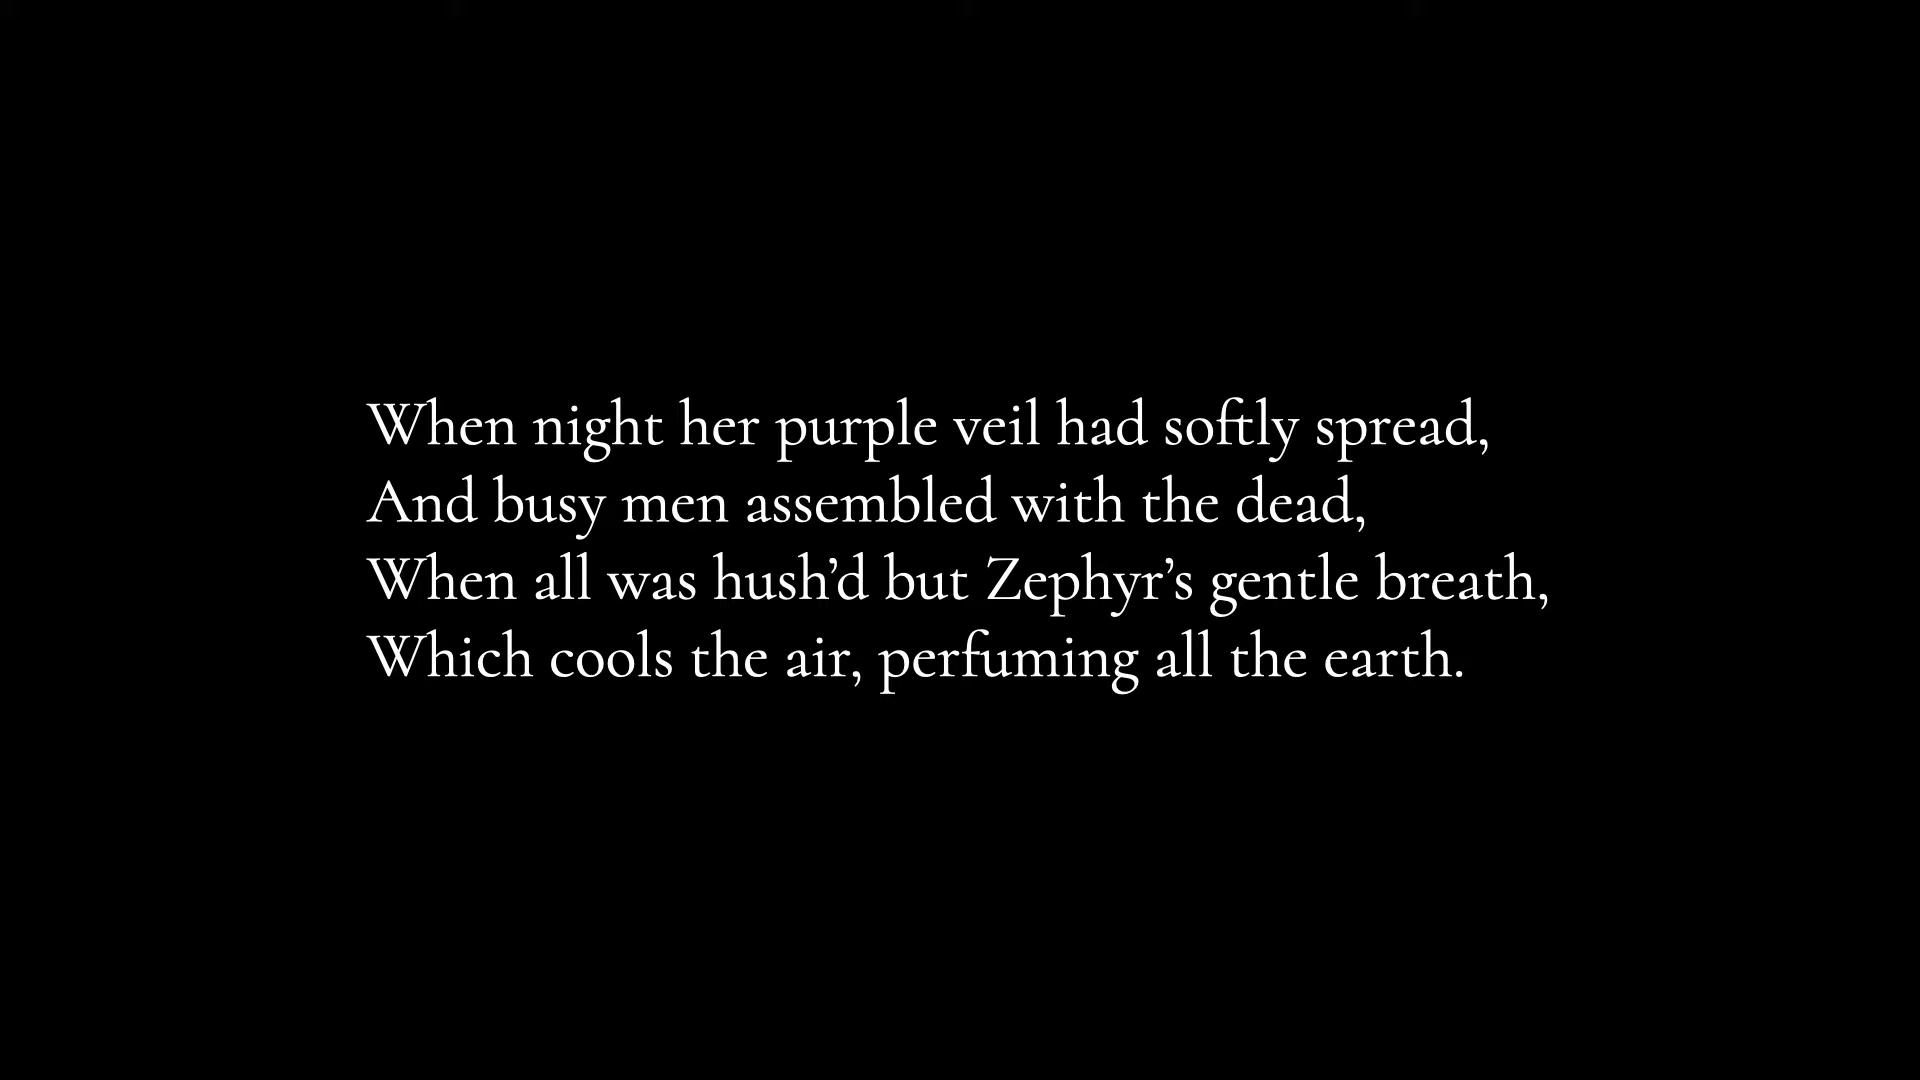 When night her purple veil had softly spread,
And busy men assembled with the dead,
When all was hush’d but Zephyr’s gentle breath,
Which cools the air, perfuming all the earth.